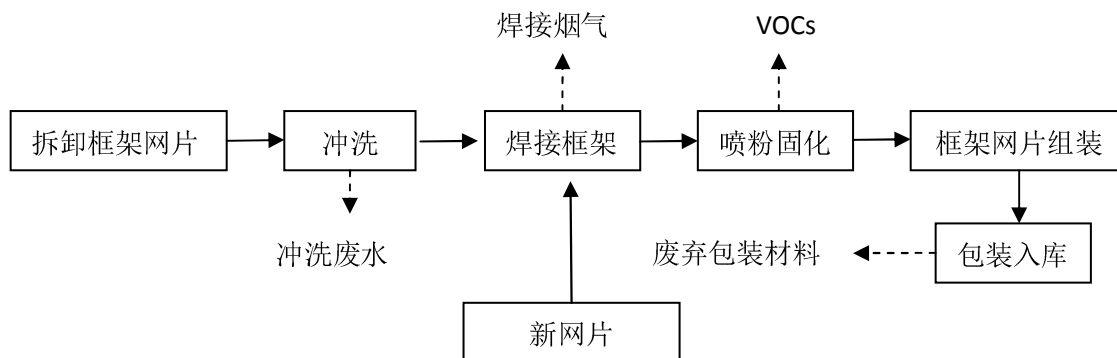 焊接烟气
VOCs
拆卸框架网片
冲洗
焊接框架
喷粉固化
框架网片组装
冲洗废水
废弃包装材料
包装入库
新网片